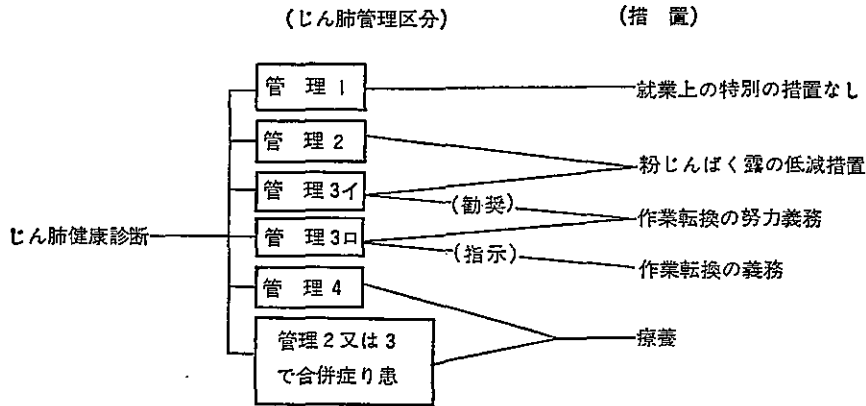 (じん肺管理区分) (措 置)
管 理 1 就業上の特別の措置なし
管 理 2
粉じんばく露の低減措置
管 理 3イ
(勧奨)
作業転換の努力義務
じん肺健康診断
管 理 3ロ
(指示)
作業転換の義務
管 理 4
療養
管理2又は3
で合併症り患